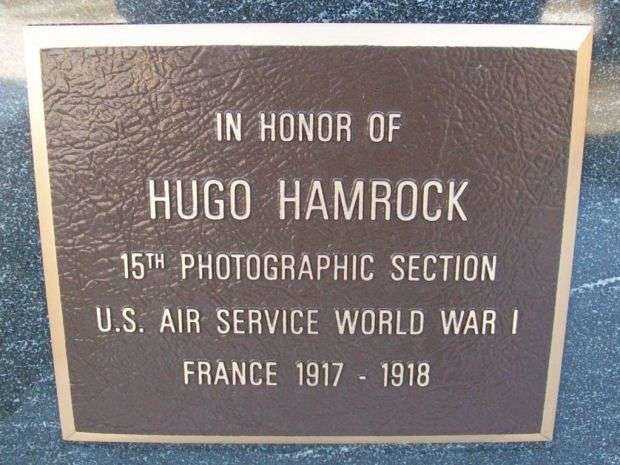 IN HONOR OF
HUGO HAMROCK
15TH PHOTOGRAPHIC SECTION
U.S. AIR SERVICE WORLD WAR I
FRANCE 1917 - 1918